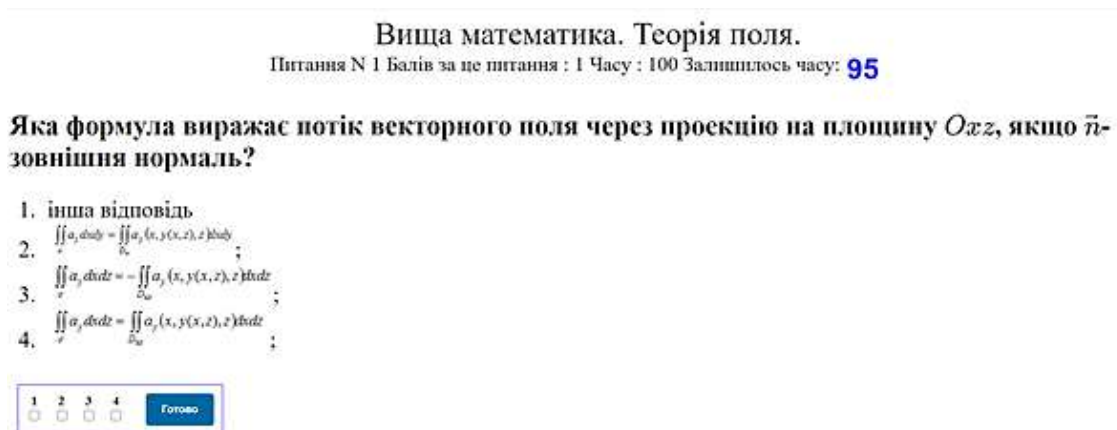 Вища математика. Теорія поля.
Питання N 1 Балів за це питання : 1 Часу : 100 Залишилось часу: 95
Яка формула виражає потік векторного поля через проекцію на площину Oxz, якщо n⃗-
зовнішня нормаль?
1. інша відповідь
2. ∬ a_y dxdy = ∬ a_y (x, y(x,z), z)dxdy ;
3. ∬ a_y dxdz = − ∬ a_y (x, y(x,z), z)dxdz ;
4. ∬ a_y dxdz = ∬ a_y (x, y(x,z), z)dxdz ;
1 2 3 4
Готово